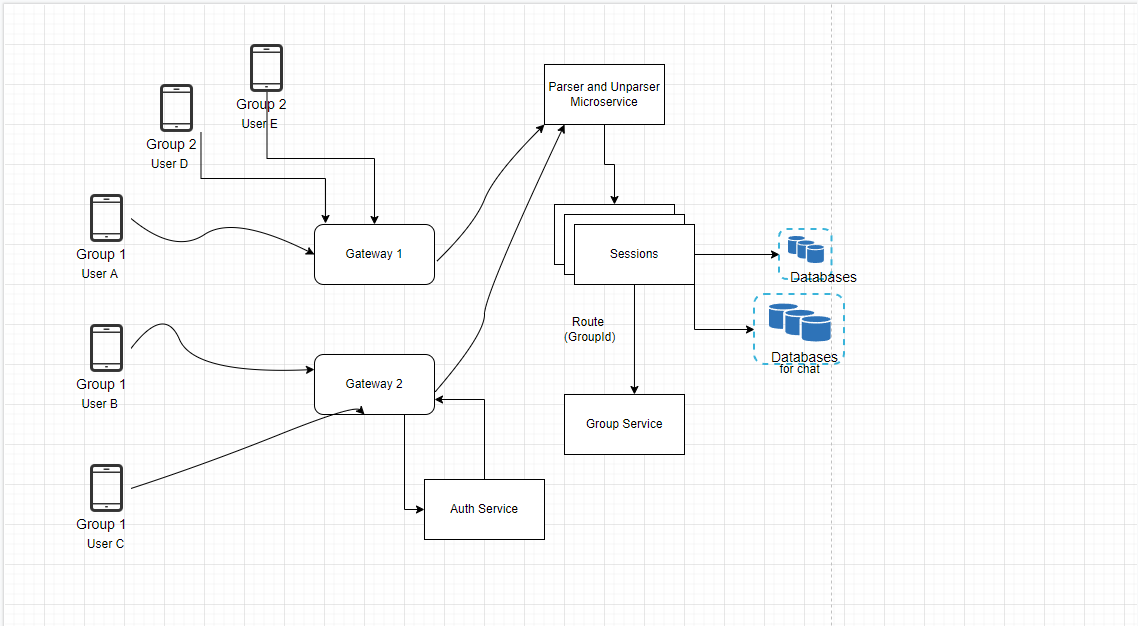 Group 2
User E
Group 2
User D
Group 1
User A
Group 1
User B
Group 1
User C
Gateway 1
Gateway 2
Auth Service
Parser and Unparser
Microservice
Sessions
Route
(GroupId)
Group Service
Databases
Databases
for chat